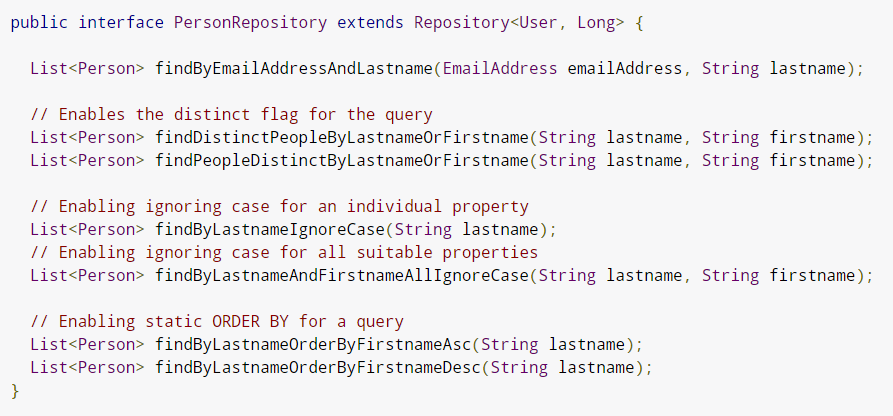 public interface PersonRepository extends Repository<User, Long> {
List<Person> findByEmailAddressAndLastname(EmailAddress emailAddress, String lastname);
// Enables the distinct flag for the query
List<Person> findDistinctPeopleByLastnameOrFirstname(String lastname, String firstname);
List<Person> findPeopleDistinctByLastnameOrFirstname(String lastname, String firstname);
// Enabling ignoring case for an individual property
List<Person> findByLastnameIgnoreCase(String lastname);
// Enabling ignoring case for all suitable properties
List<Person> findByLastnameAndFirstnameAllIgnoreCase(String lastname, String firstname);
// Enabling static ORDER BY for a query
List<Person> findByLastnameOrderByFirstnameAsc(String lastname);
List<Person> findByLastnameOrderByFirstnameDesc(String lastname);
}